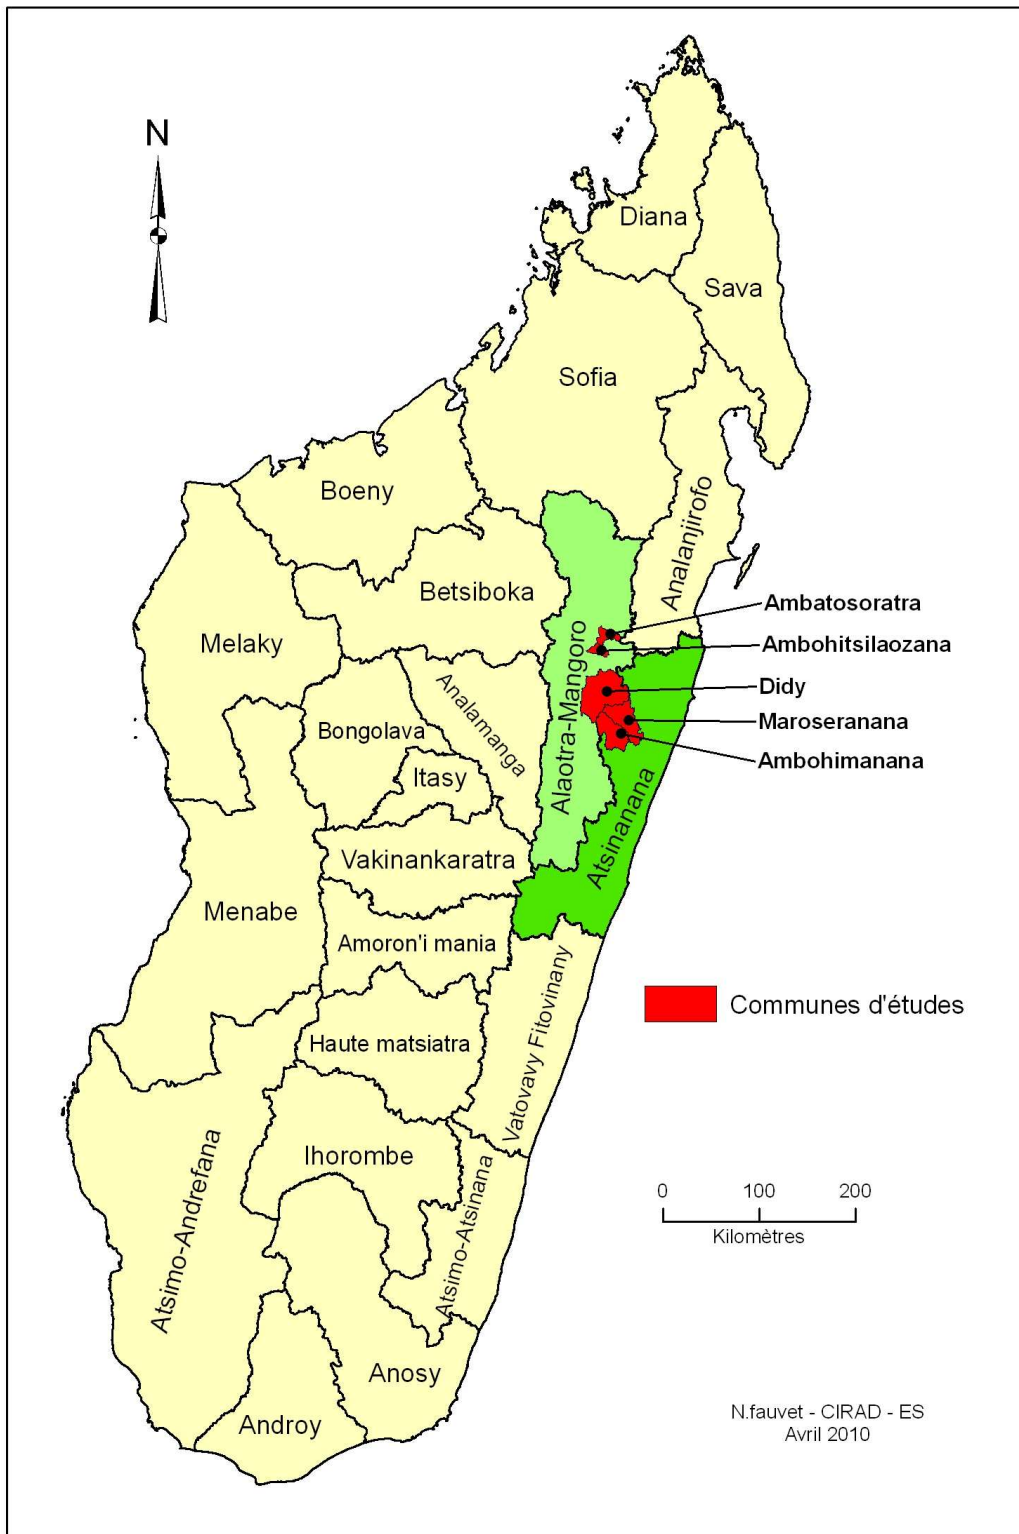 N
Diana
Sava
Sofia
Boeny
Analanjirofo
Betsiboka
Melaky
Ambatosoratra
Ambohitsilaozana
Didy
Maroseranana
Ambohimanana
Alaotra-Mangoro
Analamanga
Bongolava
Itasy
Atsinanana
Vakinankaratra
Menabe
Amoron'i mania
Haute matsiatra
Vatovavy Fitovinany
Communes d'études
Ihorombe
Atsimo-Andrefana
Atsimo-Atsinana
0 100 200
Kilomètres
Anosy
Androy
N.fauvet - CIRAD - ES
Avril 2010